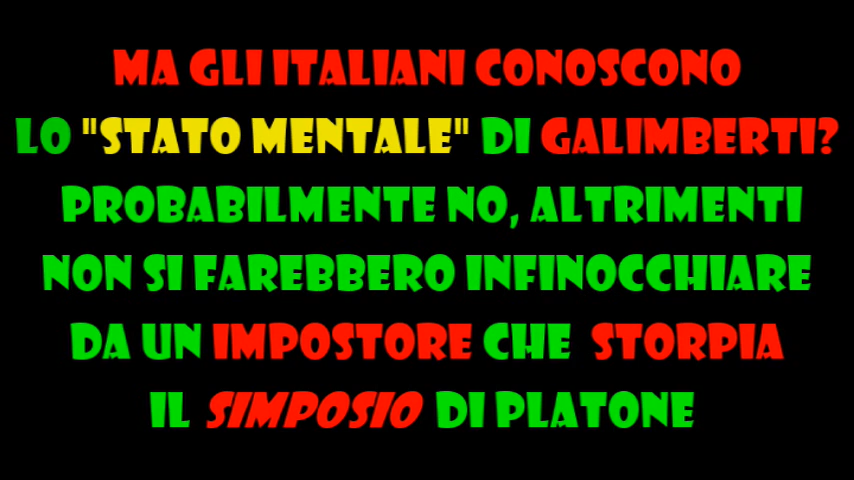 MA GLI ITALIANI CONOSCONO
LO "STATO MENTALE" DI GALIMBERTI?
PROBABILMENTE NO, ALTRIMENTI
NON SI FAREBBERO INFINOCCHIARE
DA UN IMPOSTORE CHE STORPIA
IL SIMPOSIO DI PLATONE